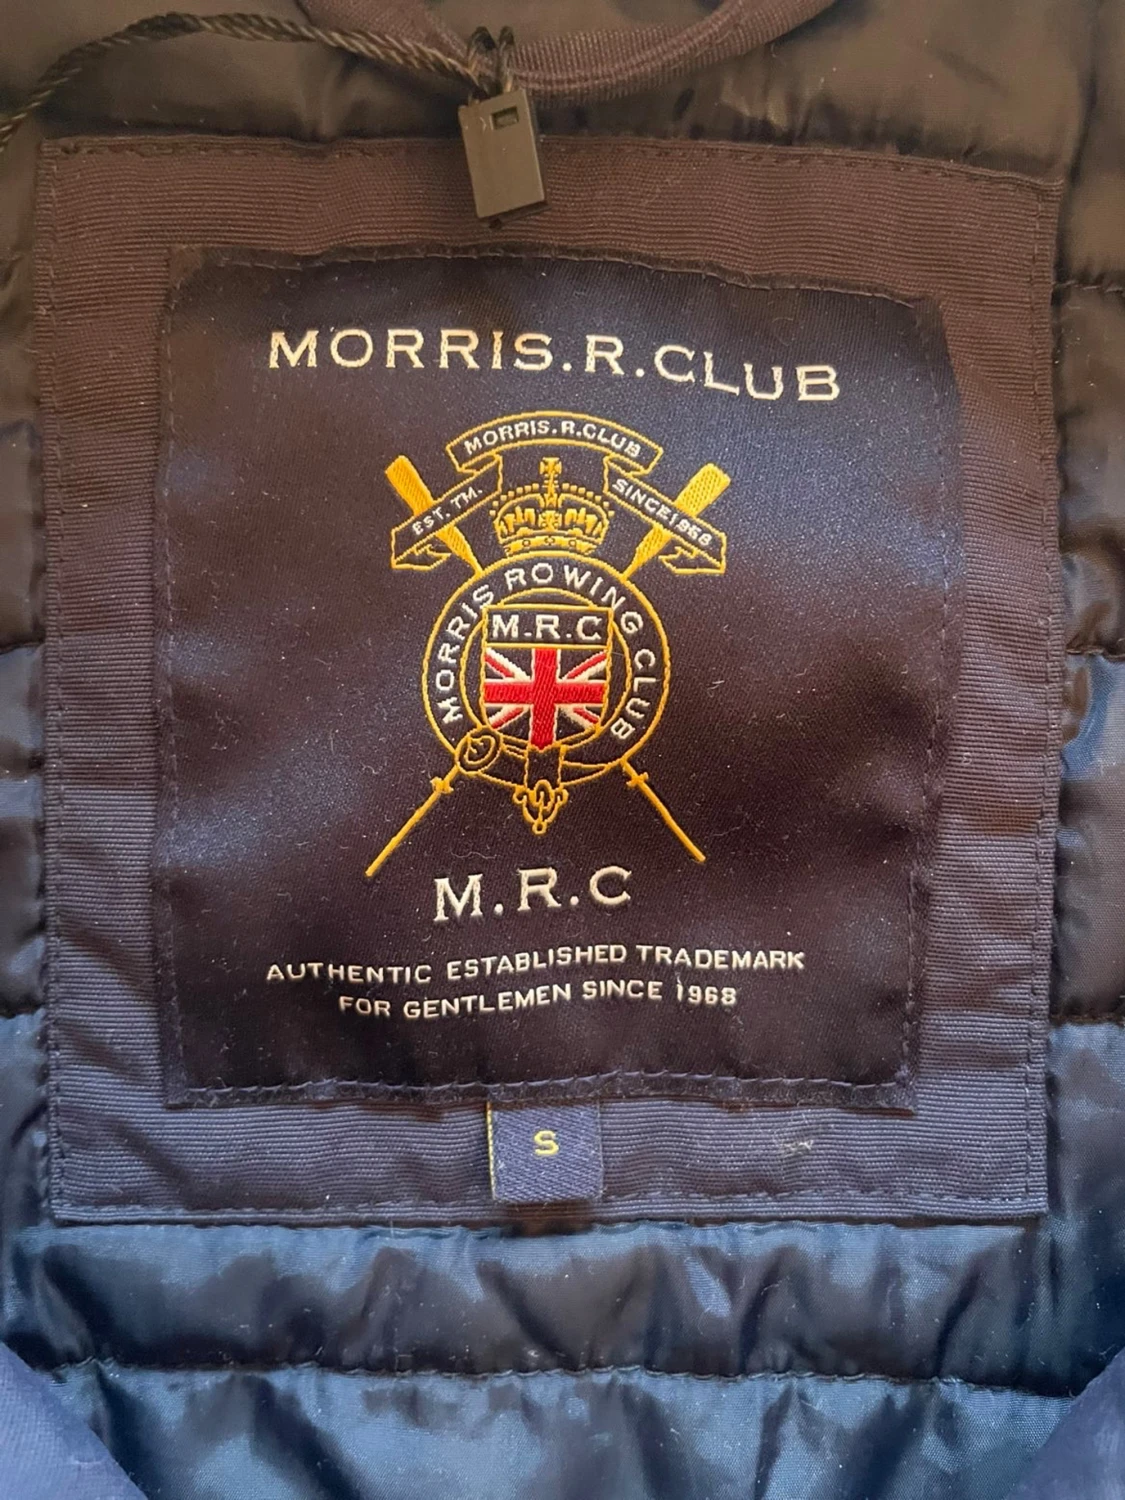 MORRIS.R.CLUB
MORRIS.R.CLUB
EST. TM.
SINCE 1968
MORRIS ROWING CLUB
M.R.C
M.R.C
AUTHENTIC ESTABLISHED TRADEMARK
FOR GENTLEMEN SINCE 1968
S